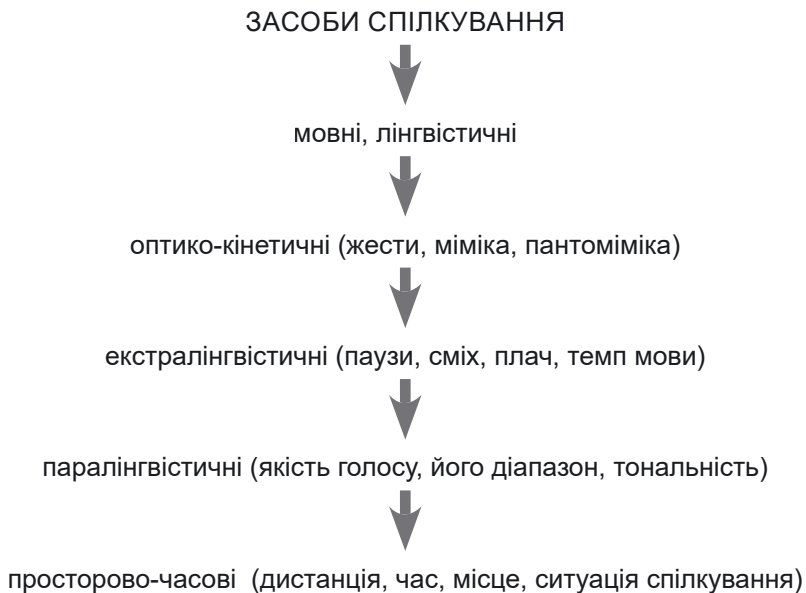 ЗАСОБИ СПІЛКУВАННЯ
мовні, лінгвістичні
оптико-кінетичні (жести, міміка, пантоміміка)
екстралінгвістичні (паузи, сміх, плач, темп мови)
паралінгвістичні (якість голосу, його діапазон, тональність)
просторово-часові (дистанція, час, місце, ситуація спілкування)